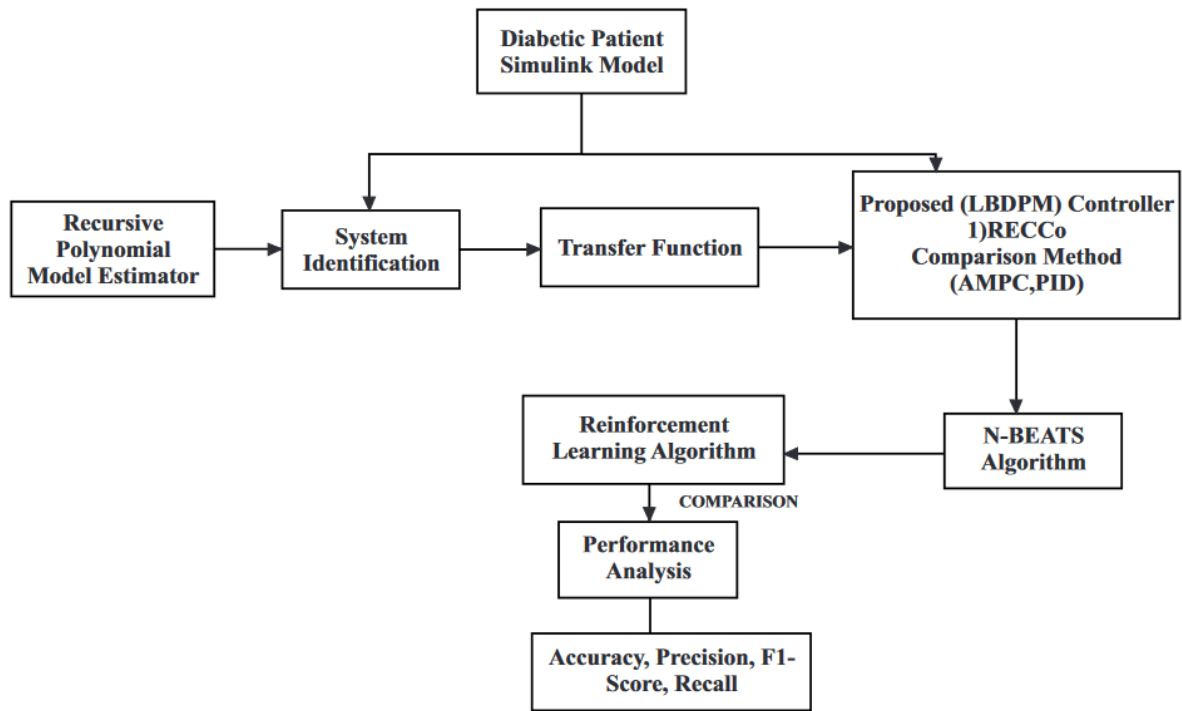 Diabetic Patient
Simulink Model
Recursive
Polynomial
Model Estimator
System
Identification
Transfer Function
Proposed (LBDPM) Controller
1)RECCo
Comparison Method
(AMPC,PID)
Reinforcement
Learning Algorithm
N-BEATS
Algorithm
COMPARISON
Performance
Analysis
Accuracy, Precision, F1-
Score, Recall